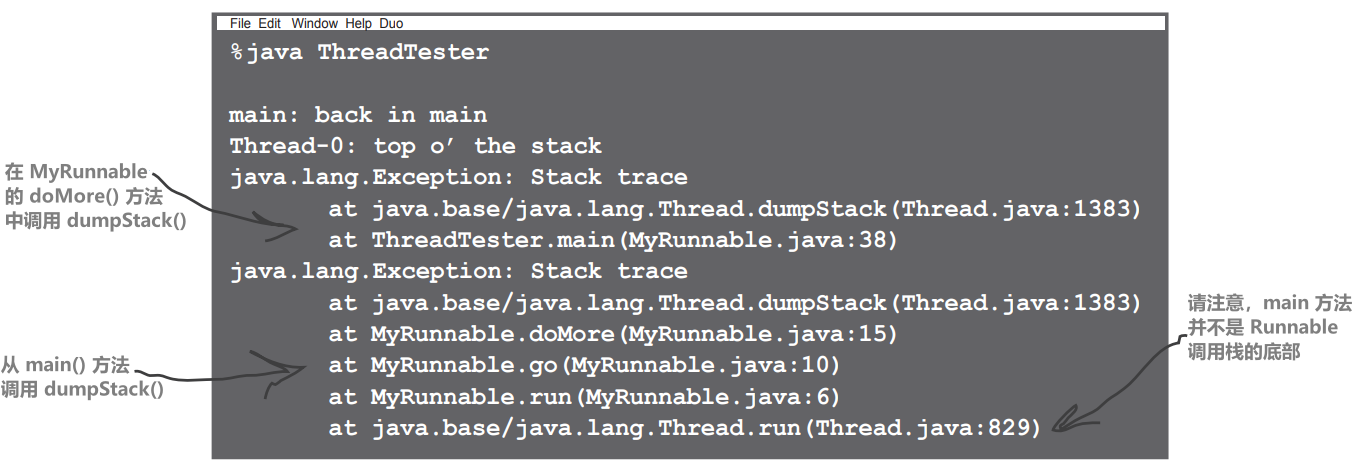 File Edit Window Help Duo
%java ThreadTester
main: back in main
Thread-0: top o’ the stack
java.lang.Exception: Stack trace
at java.base/java.lang.Thread.dumpStack(Thread.java:1383)
at ThreadTester.main(MyRunnable.java:38)
java.lang.Exception: Stack trace
at java.base/java.lang.Thread.dumpStack(Thread.java:1383)
at MyRunnable.doMore(MyRunnable.java:15)
at MyRunnable.go(MyRunnable.java:10)
at MyRunnable.run(MyRunnable.java:6)
at java.base/java.lang.Thread.run(Thread.java:829)
在 MyRunnable
的 doMore() 方法
中调用 dumpStack()
从 main() 方法
调用 dumpStack()
请注意，main 方法
并不是 Runnable
调用栈的底部